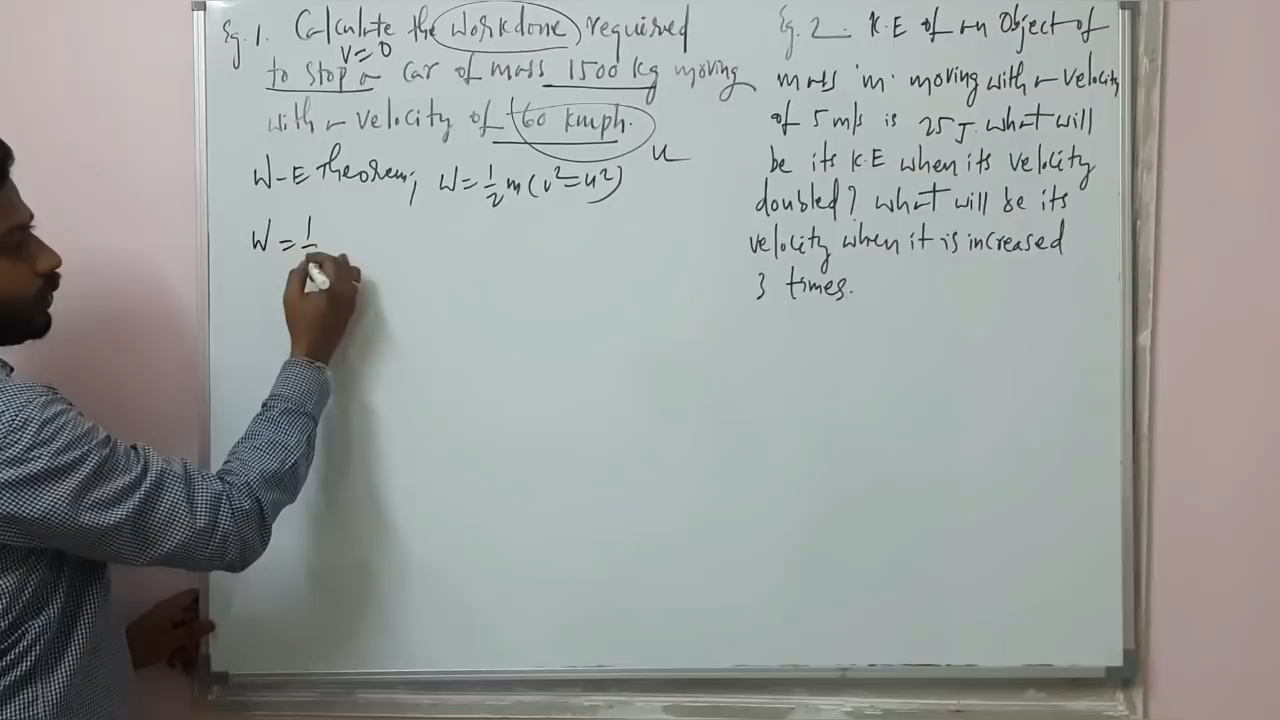 Eg. 1. Calculate the workdone, required
v = 0
to stop a car of mass 1500 kg moving
with a velocity of 60 kmph.
u
W-E theorem; W = 1/2 m (v² - u²)
W = 1
Eg. 2. K.E of an Object of
mass 'm' moving with a velocity
of 5 m/s is 25 J. what will
be its K.E when its velocity
doubled? what will be its
velocity when it is increased
3 times.